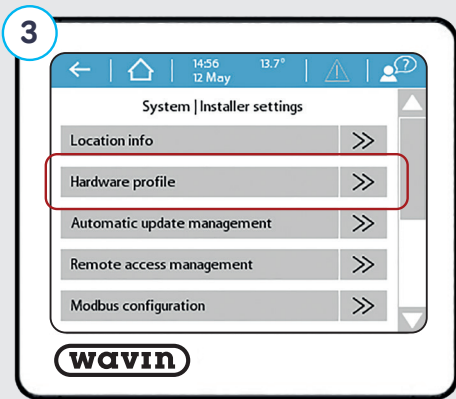 3
14:56 13.7°
12 May
?
System | Installer settings
Location info
Hardware profile
Automatic update management
Remote access management
Modbus configuration
wavin